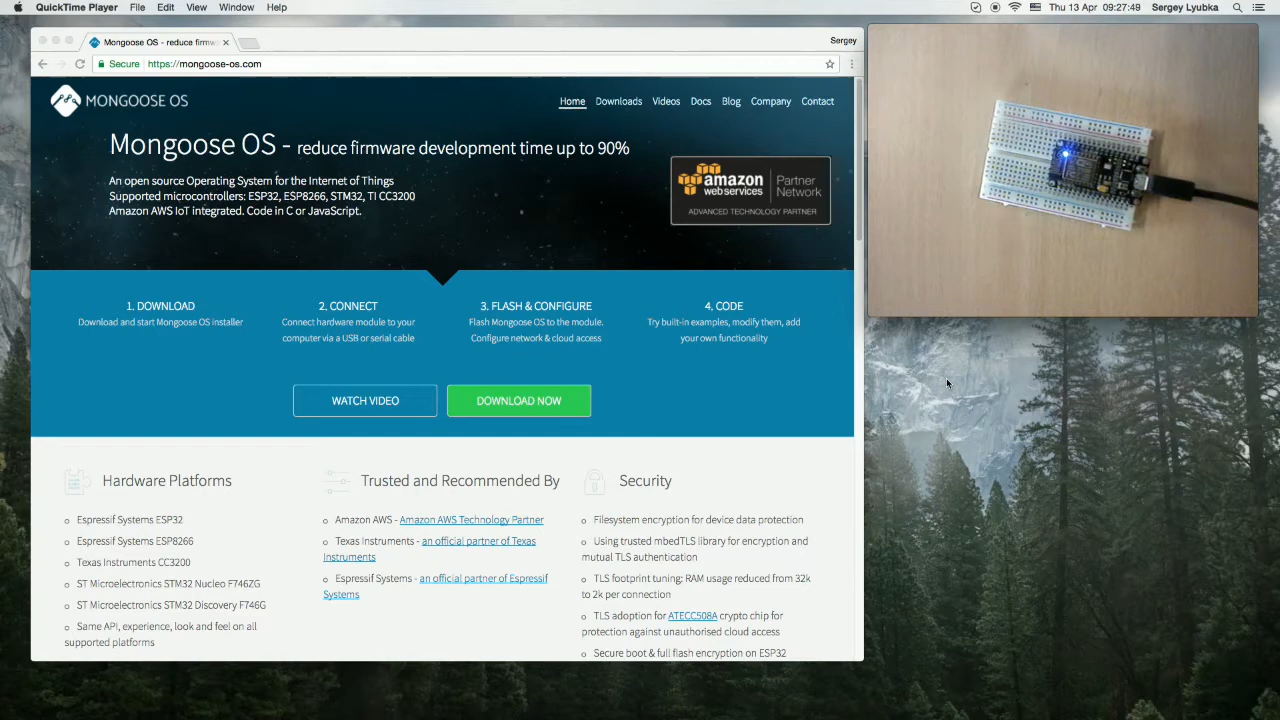 QuickTime Player File Edit View Window Help
Thu 13 Apr 09:27:49 Sergey Lyubka
Mongoose OS - reduce firmw
Sergey
Secure https://mongoose-os.com
MONGOOSE OS
Home Downloads Videos Docs Blog Company Contact
Mongoose OS - reduce firmware development time up to 90%
An open source Operating System for the Internet of Things
Supported microcontrollers: ESP32, ESP8266, STM32, TI CC3200
Amazon AWS IoT integrated. Code in C or JavaScript.
amazon
web services
Partner
Network
ADVANCED TECHNOLOGY PARTNER
1. DOWNLOAD
Download and start Mongoose OS installer
2. CONNECT
Connect hardware module to your
computer via a USB or serial cable
3. FLASH & CONFIGURE
Flash Mongoose OS to the module.
Configure network & cloud access
4. CODE
Try built-in examples, modify them, add
your own functionality
WATCH VIDEO
DOWNLOAD NOW
Hardware Platforms
Espressif Systems ESP32
Espressif Systems ESP8266
Texas Instruments CC3200
ST Microelectronics STM32 Nucleo F746ZG
ST Microelectronics STM32 Discovery F746G
Same API, experience, look and feel on all
supported platforms
Trusted and Recommended By
Amazon AWS - Amazon AWS Technology Partner
Texas Instruments - an official partner of Texas
Instruments
Espressif Systems - an official partner of Espressif
Systems
Security
Filesystem encryption for device data protection
Using trusted mbedTLS library for encryption and
mutual TLS authentication
TLS footprint tuning: RAM usage reduced from 32k
to 2k per connection
TLS adoption for ATECC508A crypto chip for
protection against unauthorised cloud access
Secure boot & full flash encryption on ESP32